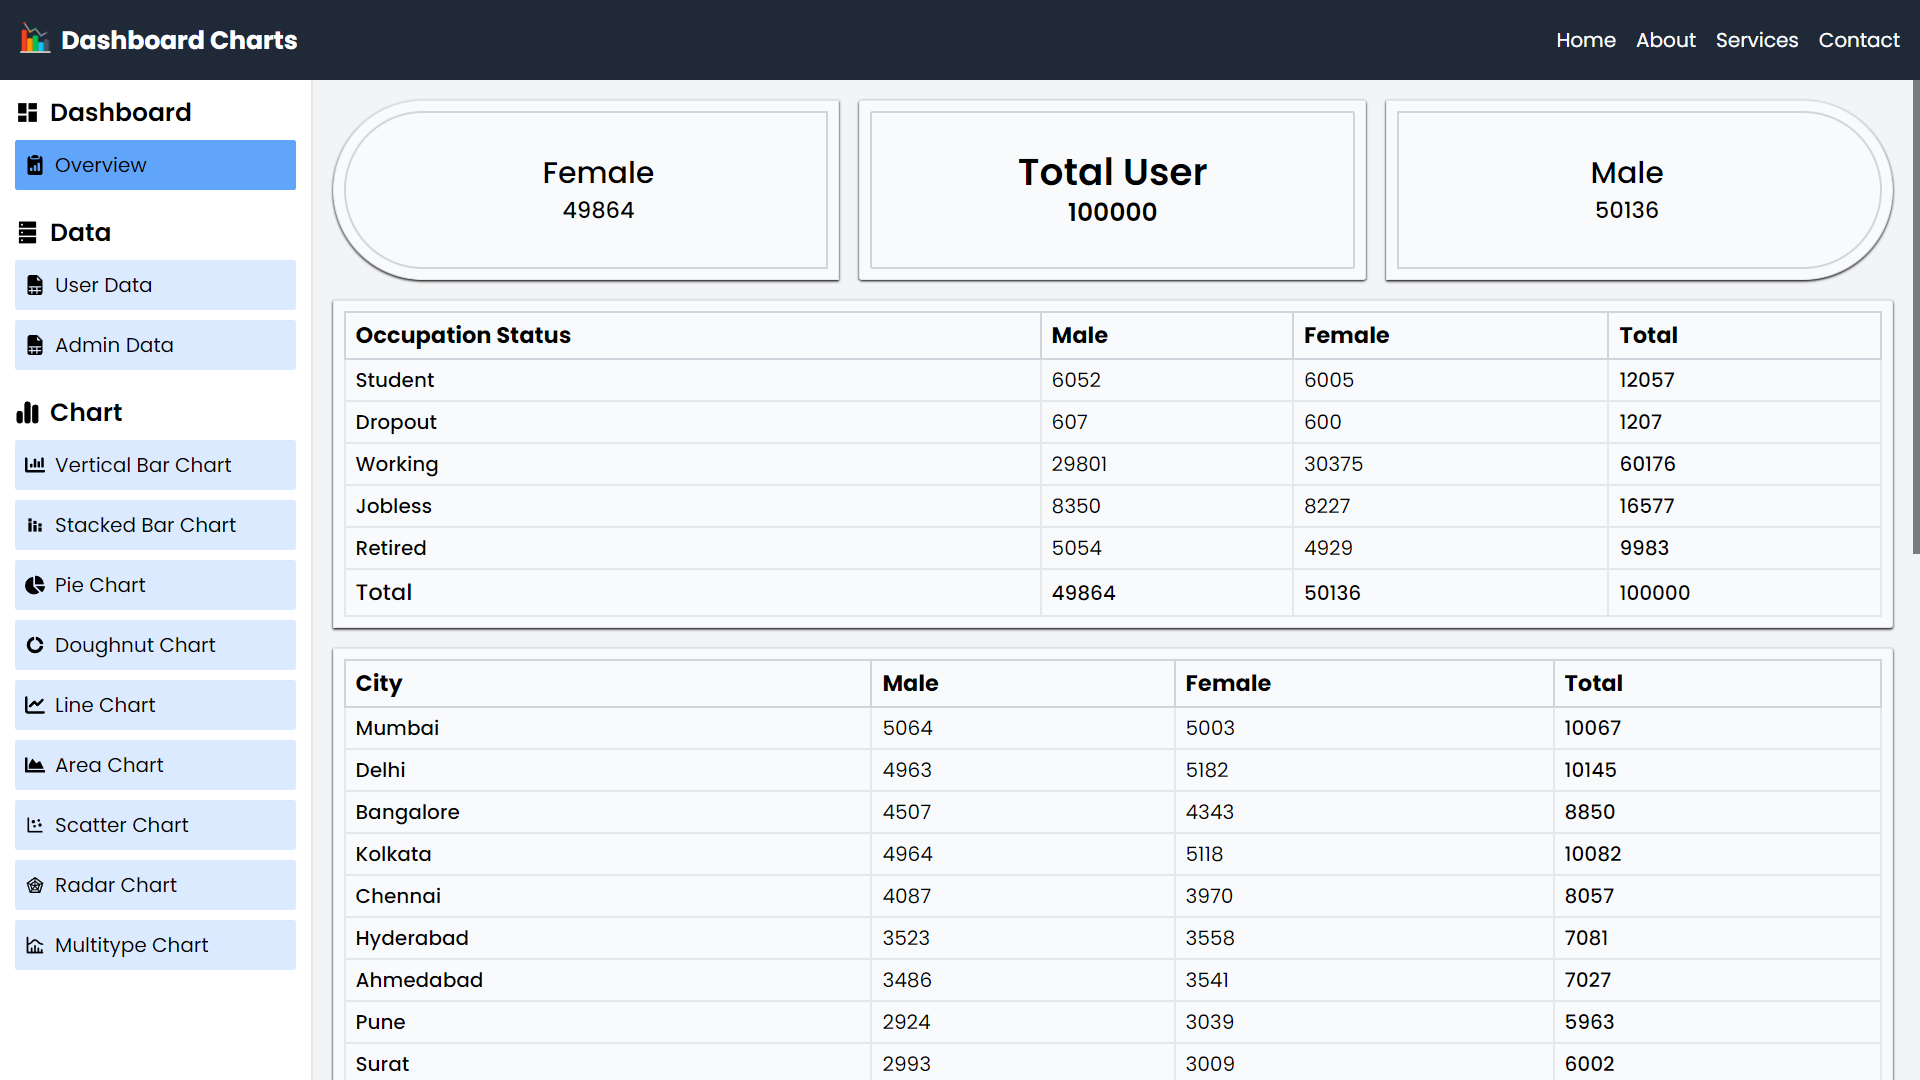 Dashboard Charts
Home About Services Contact
Dashboard
Overview
Data
User Data
Admin Data
Chart
Vertical Bar Chart
Stacked Bar Chart
Pie Chart
Doughnut Chart
Line Chart
Area Chart
Scatter Chart
Radar Chart
Multitype Chart
Female
49864
Total User
100000
Male
50136
Occupation Status Male Female Total
Student 6052 6005 12057
Dropout 607 600 1207
Working 29801 30375 60176
Jobless 8350 8227 16577
Retired 5054 4929 9983
Total 49864 50136 100000
City Male Female Total
Mumbai 5064 5003 10067
Delhi 4963 5182 10145
Bangalore 4507 4343 8850
Kolkata 4964 5118 10082
Chennai 4087 3970 8057
Hyderabad 3523 3558 7081
Ahmedabad 3486 3541 7027
Pune 2924 3039 5963
Surat 2993 3009 6002